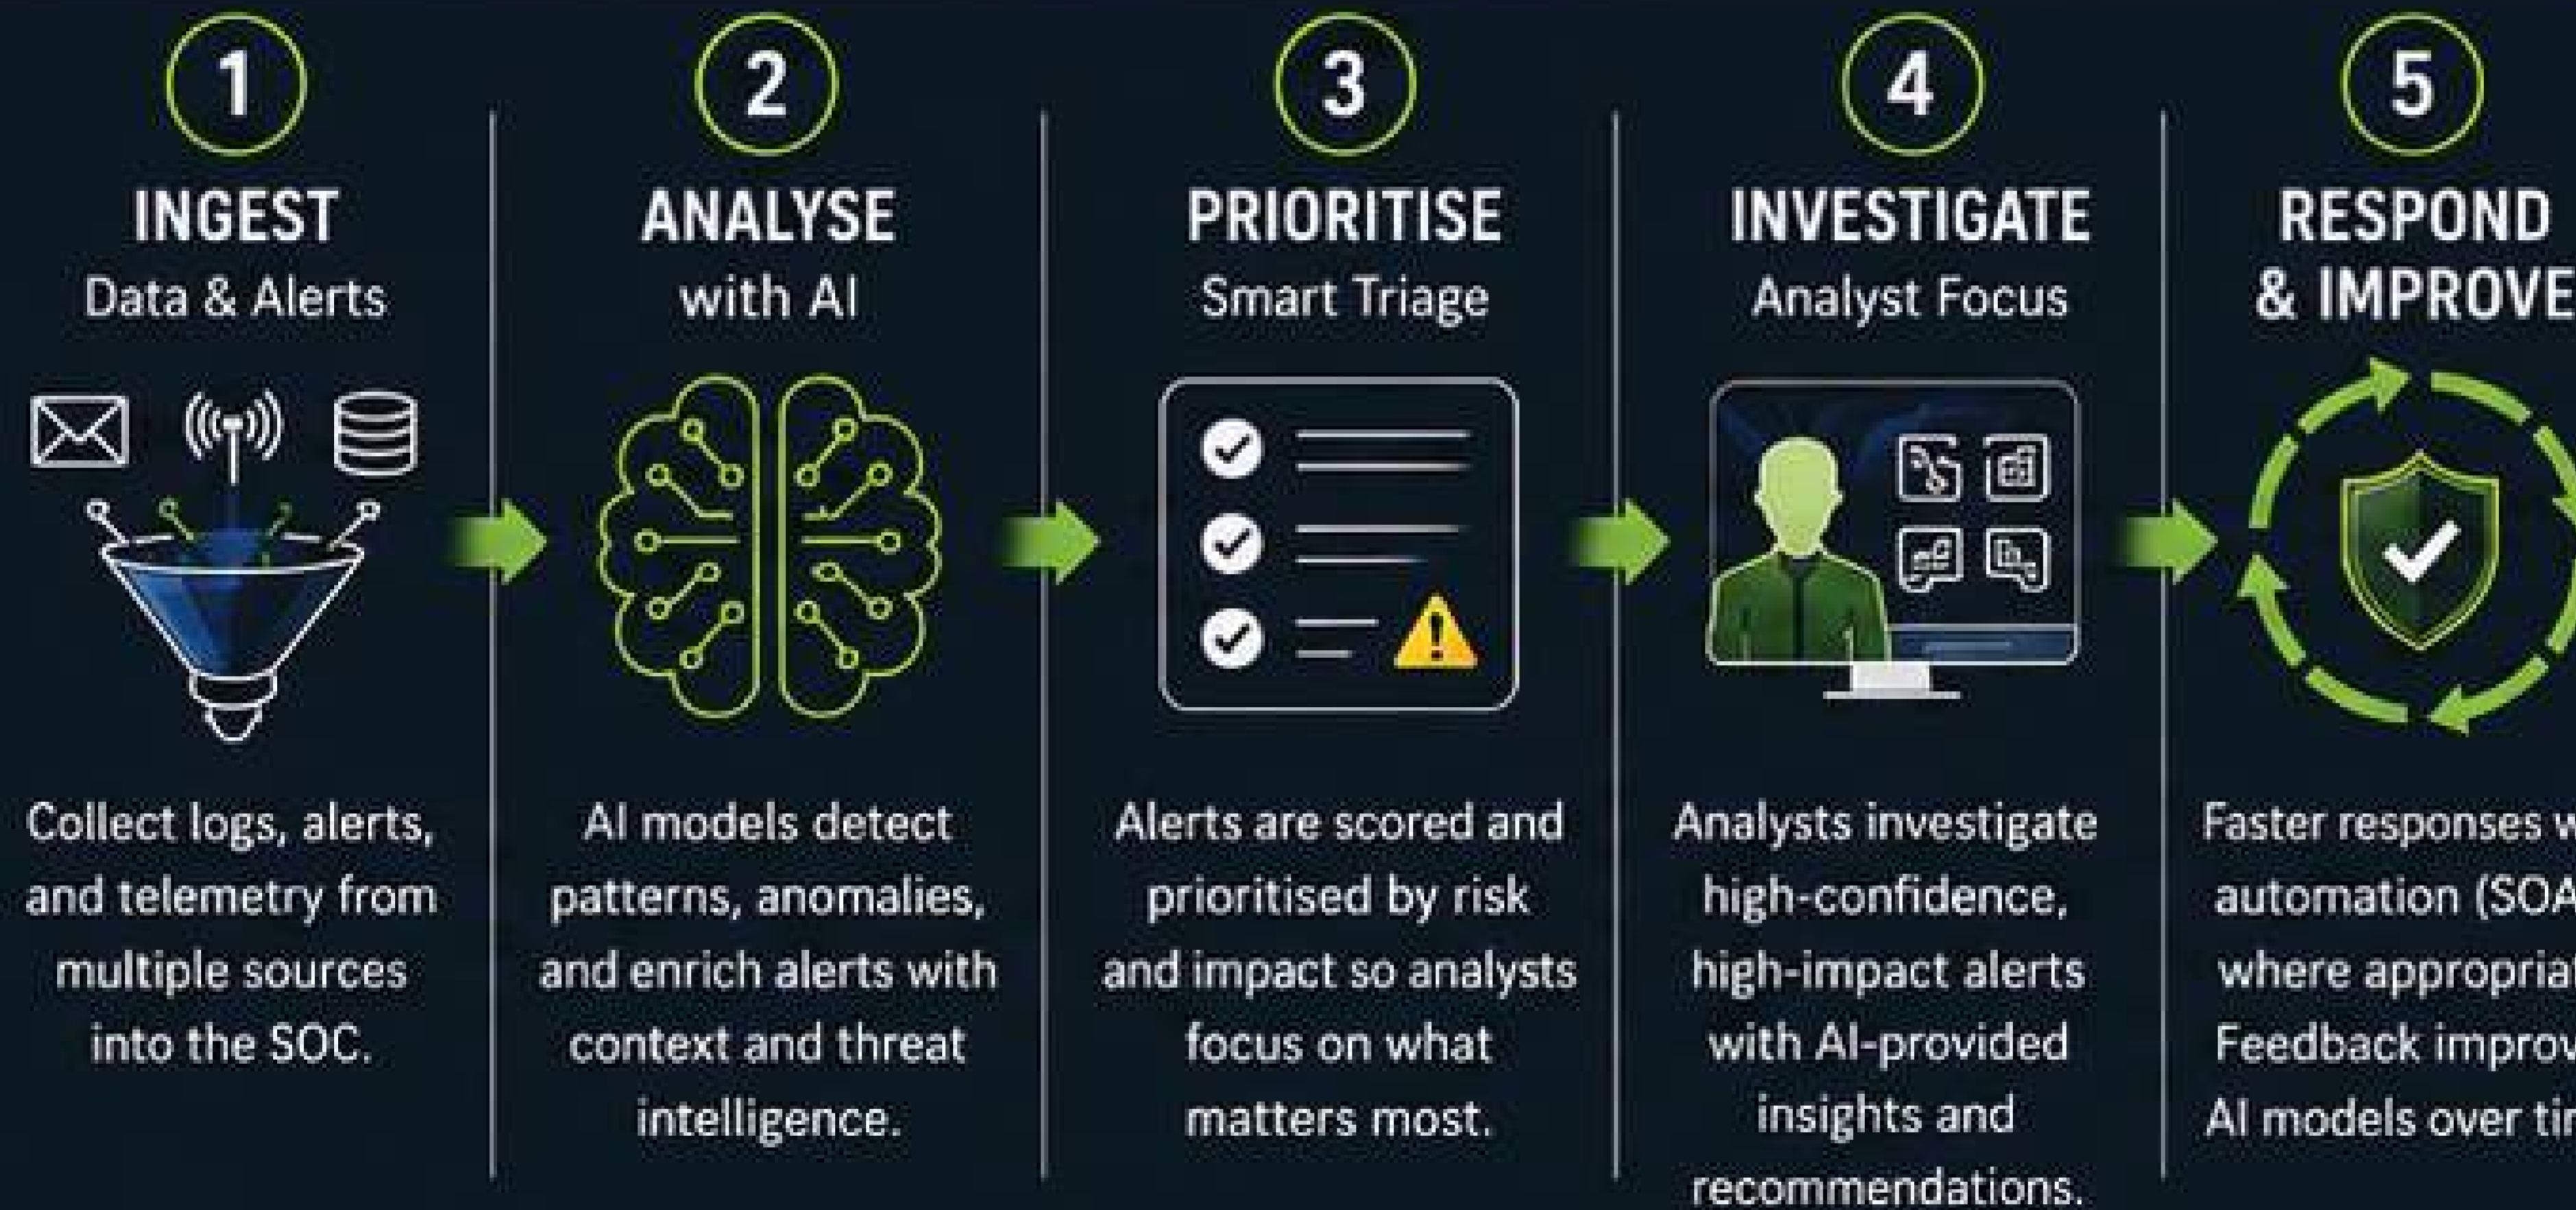 1
INGEST
Data & Alerts
Collect logs, alerts,
and telemetry from
multiple sources
into the SOC.
2
ANALYSE
with AI
AI models detect
patterns, anomalies,
and enrich alerts with
context and threat
intelligence.
3
PRIORITISE
Smart Triage
Alerts are scored and
prioritised by risk
and impact so analysts
focus on what
matters most.
4
INVESTIGATE
Analyst Focus
Analysts investigate
high-confidence,
high-impact alerts
with AI-provided
insights and
recommendations.
5
RESPOND
& IMPROVE
Faster responses
automation
where
Feedback
AI models over